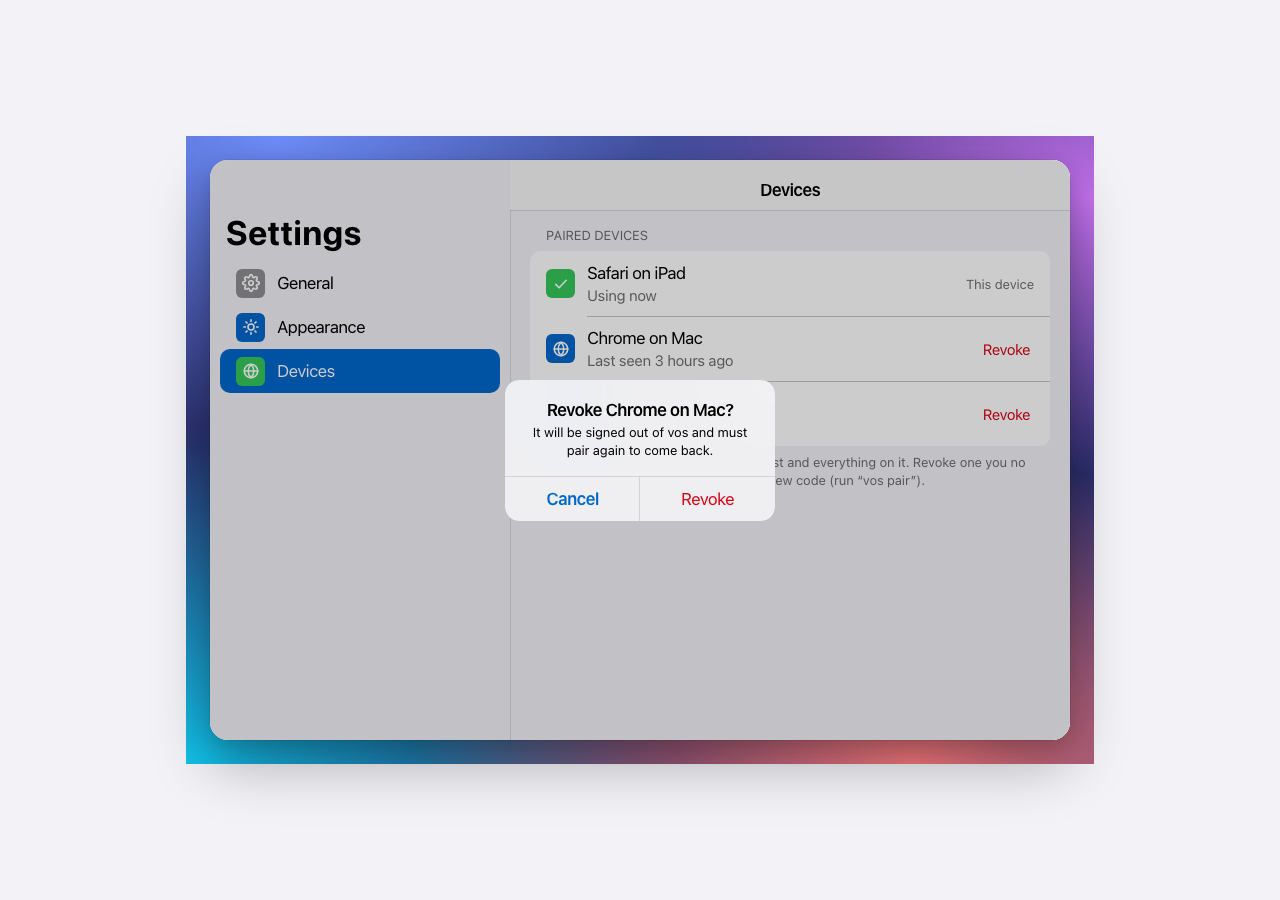 Devices
Settings
General
Appearance
Devices
PAIRED DEVICES
Safari on iPad
Using now
This device
Chrome on Mac
Last seen 3 hours ago
Revoke
Revoke
and everything on it. Revoke one you no
code (run “vos pair”).
Revoke Chrome on Mac?
It will be signed out of vos and must
pair again to come back.
Cancel
Revoke